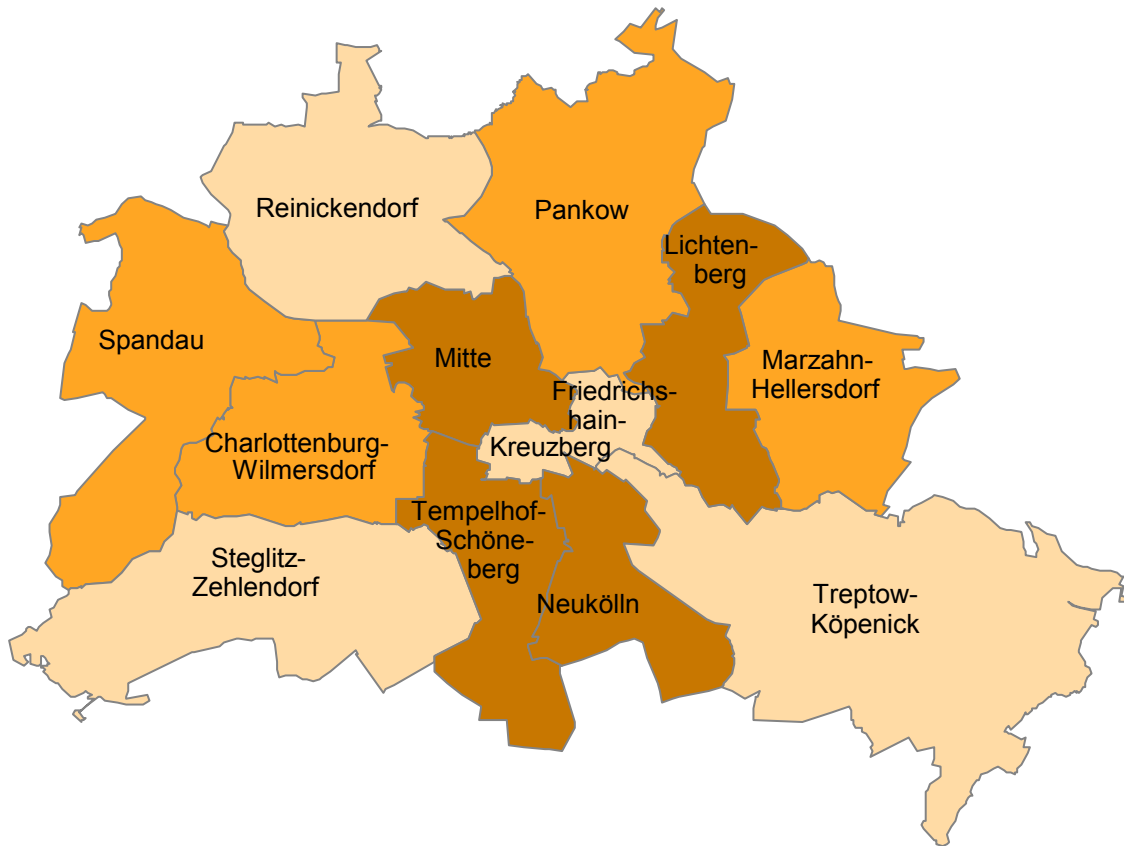 Reinickendorf
Pankow
Lichten-
berg
Spandau
Mitte
Marzahn-
Hellersdorf
Friedrichs-
hain-
Kreuzberg
Charlottenburg-
Wilmersdorf
Tempelhof-
Schöne-
berg
Steglitz-
Zehlendorf
Neukölln
Treptow-
Köpenick